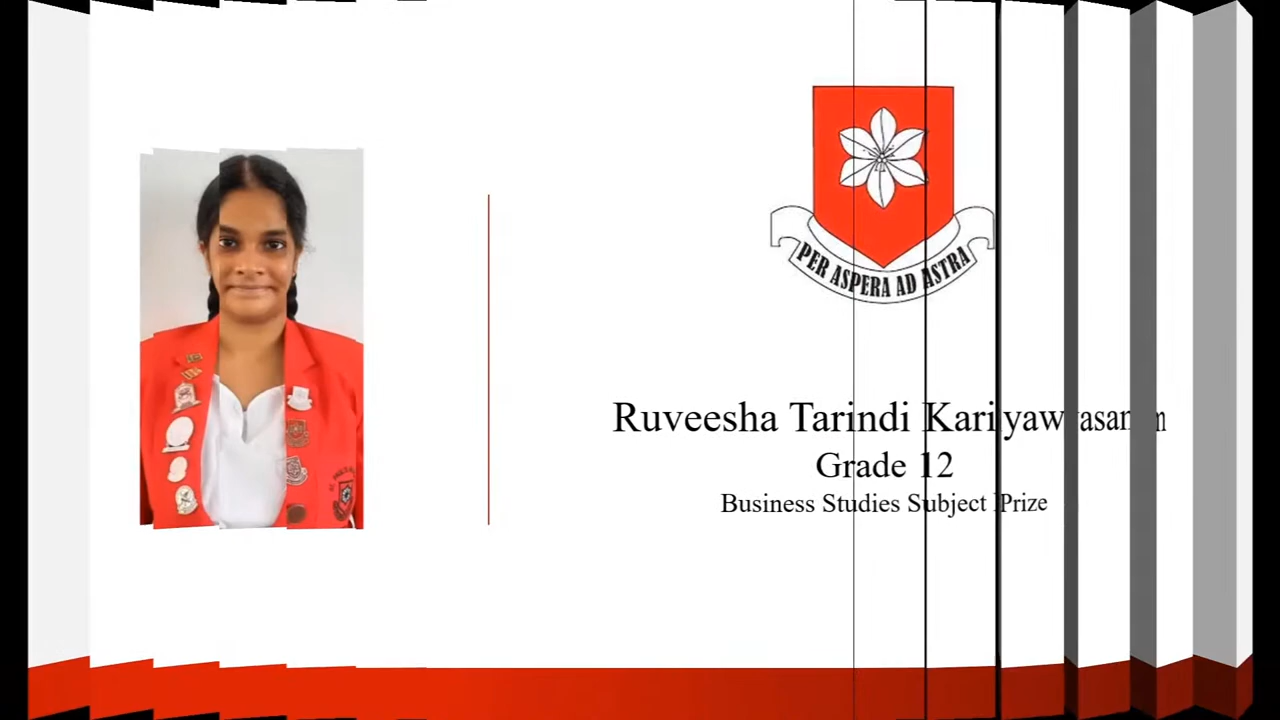 PER ASPERA AD ASTRA
Ruveesha Tarindi
Grade 12
Business Studies Subject Prize